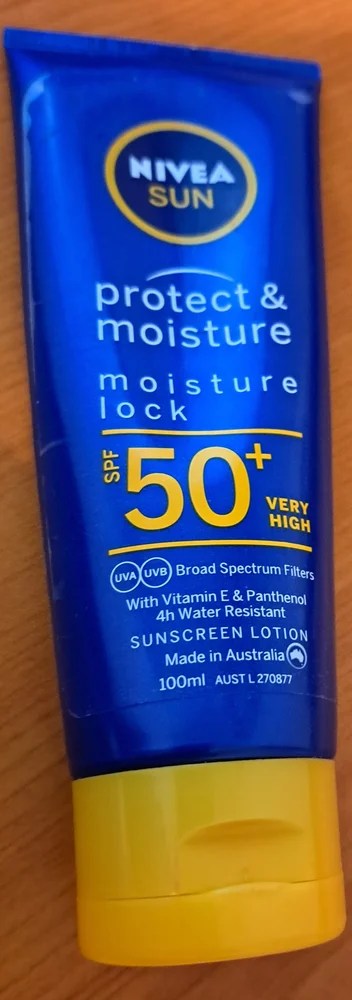 NIVEA
SUN
protect &
moisture
moisture
lock
SPF 50+ VERY HIGH
UVA UVB Broad Spectrum Filters
With Vitamin E & Panthenol
4h Water Resistant
SUNSCREEN LOTION
Made in Australia
100ml AUST L 270877